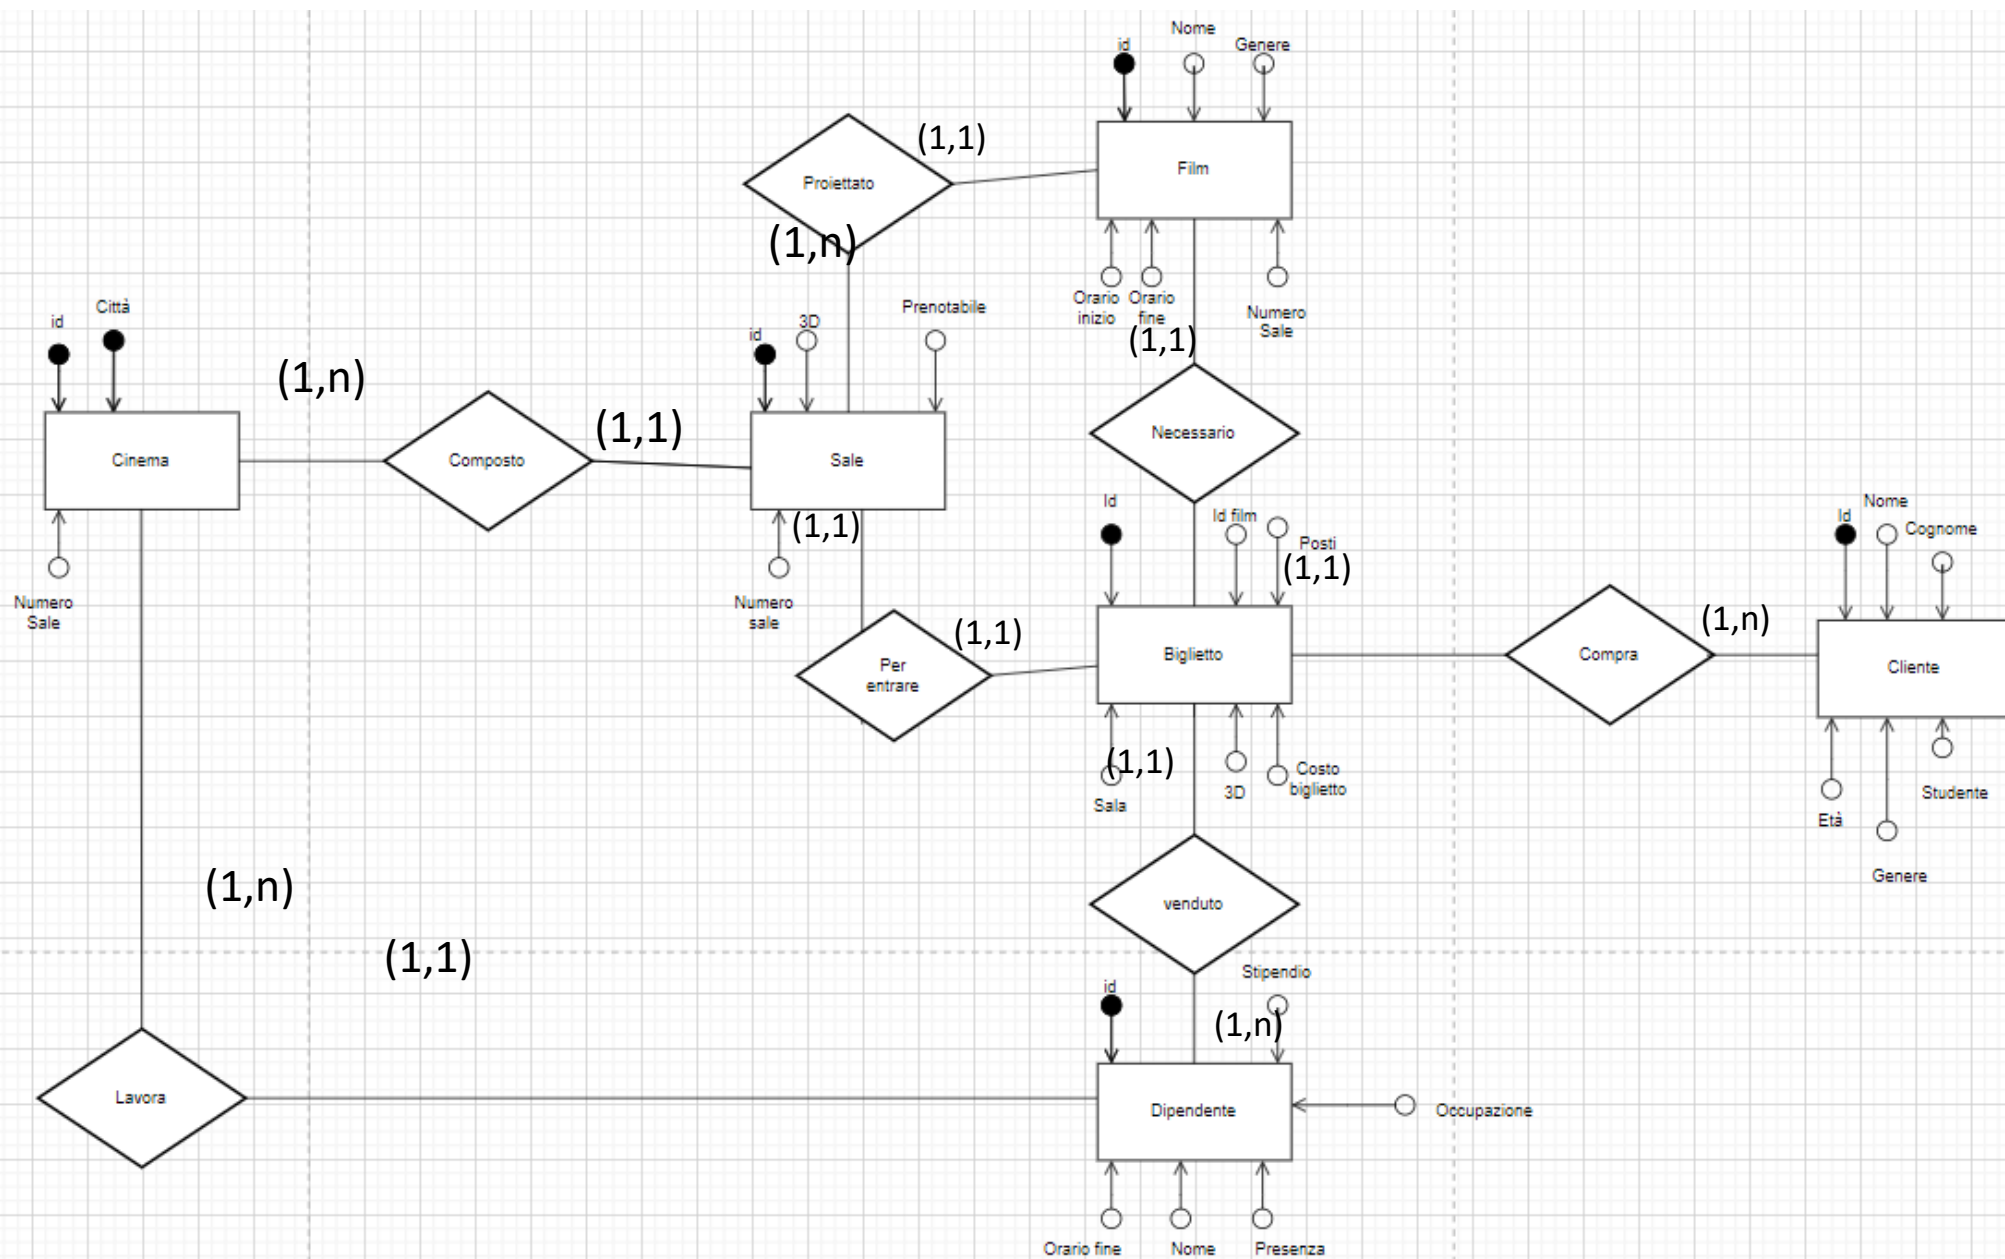 Nome
id
Genere
(1,1)
Proiettato
Film
(1,n)
Orario
inizio
Orario
fine
Numero
Sale
(1,1)
id
Città
(1,n)
id
3D
Prenotabile
Cinema
Composto
(1,1)
Sale
Necessario
Numero
Sale
Numero
sale
(1,1)
Id
Id film
Posti
(1,1)
Id
Nome
Cognome
Per
entrare
(1,1)
Biglietto
Compra
(1,n)
Cliente
(1,1)
Sala
3D
Costo
biglietto
Età
Genere
Studente
(1,n)
venduto
(1,1)
id
Stipendio
(1,n)
Lavora
Dipendente
Occupazione
Orario fine
Nome
Presenza